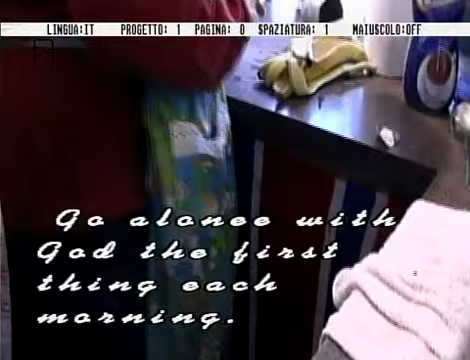 LINGUA:IT PROGETTO: 1 PAGINA: 0 SPAZIATURA: 1 MAIUSCOLO:OFF
Go alonee with
God the first
thing each
morning.